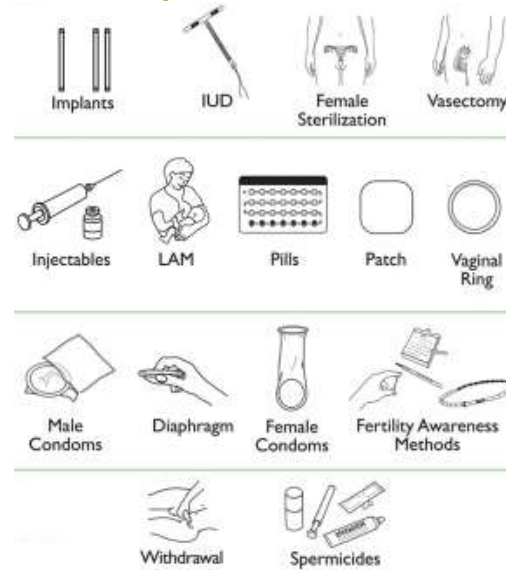 Implants
IUD
Female
Sterilization
Vasectomy
Injectables
LAM
Pills
Patch
Vaginal
Ring
Male
Condoms
Diaphragm
Female
Condoms
Fertility Awareness
Methods
Withdrawal
Spermicides